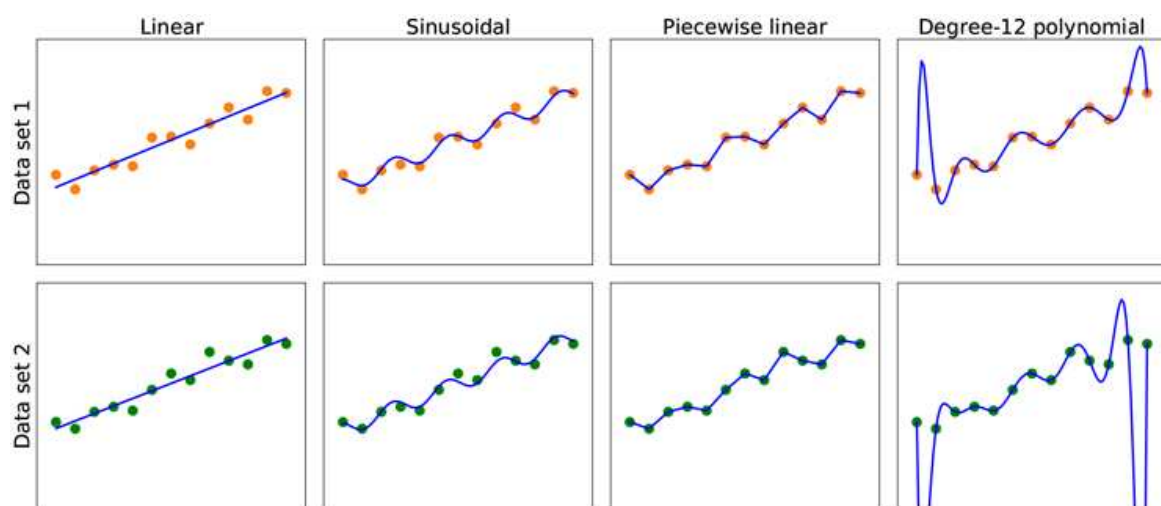 Linear Sinusoidal Piecewise linear Degree-12 polynomial
Data set 1
Data set 2